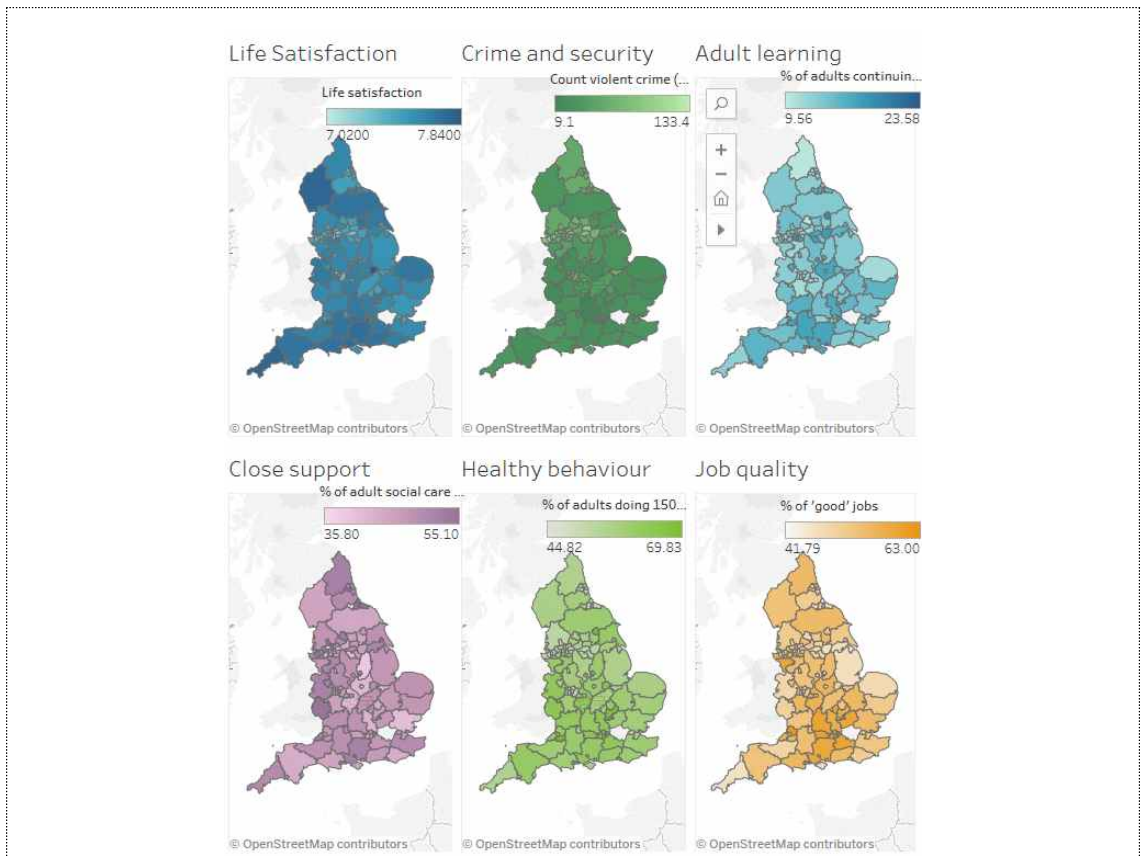 Life Satisfaction
Life satisfaction
7.0200 7.8400
© OpenStreetMap contributors
Crime and security
Count violent crime (...
9.1 133.4
© OpenStreetMap contributors
Adult learning
% of adults continuin...
9.56 23.58
© OpenStreetMap contributors
Close support
% of adult social care ...
35.80 55.10
© OpenStreetMap contributors
Healthy behaviour
% of adults doing 150...
44.82 69.83
© OpenStreetMap contributors
Job quality
% of 'good' jobs
41.79 63.00
© OpenStreetMap contributors